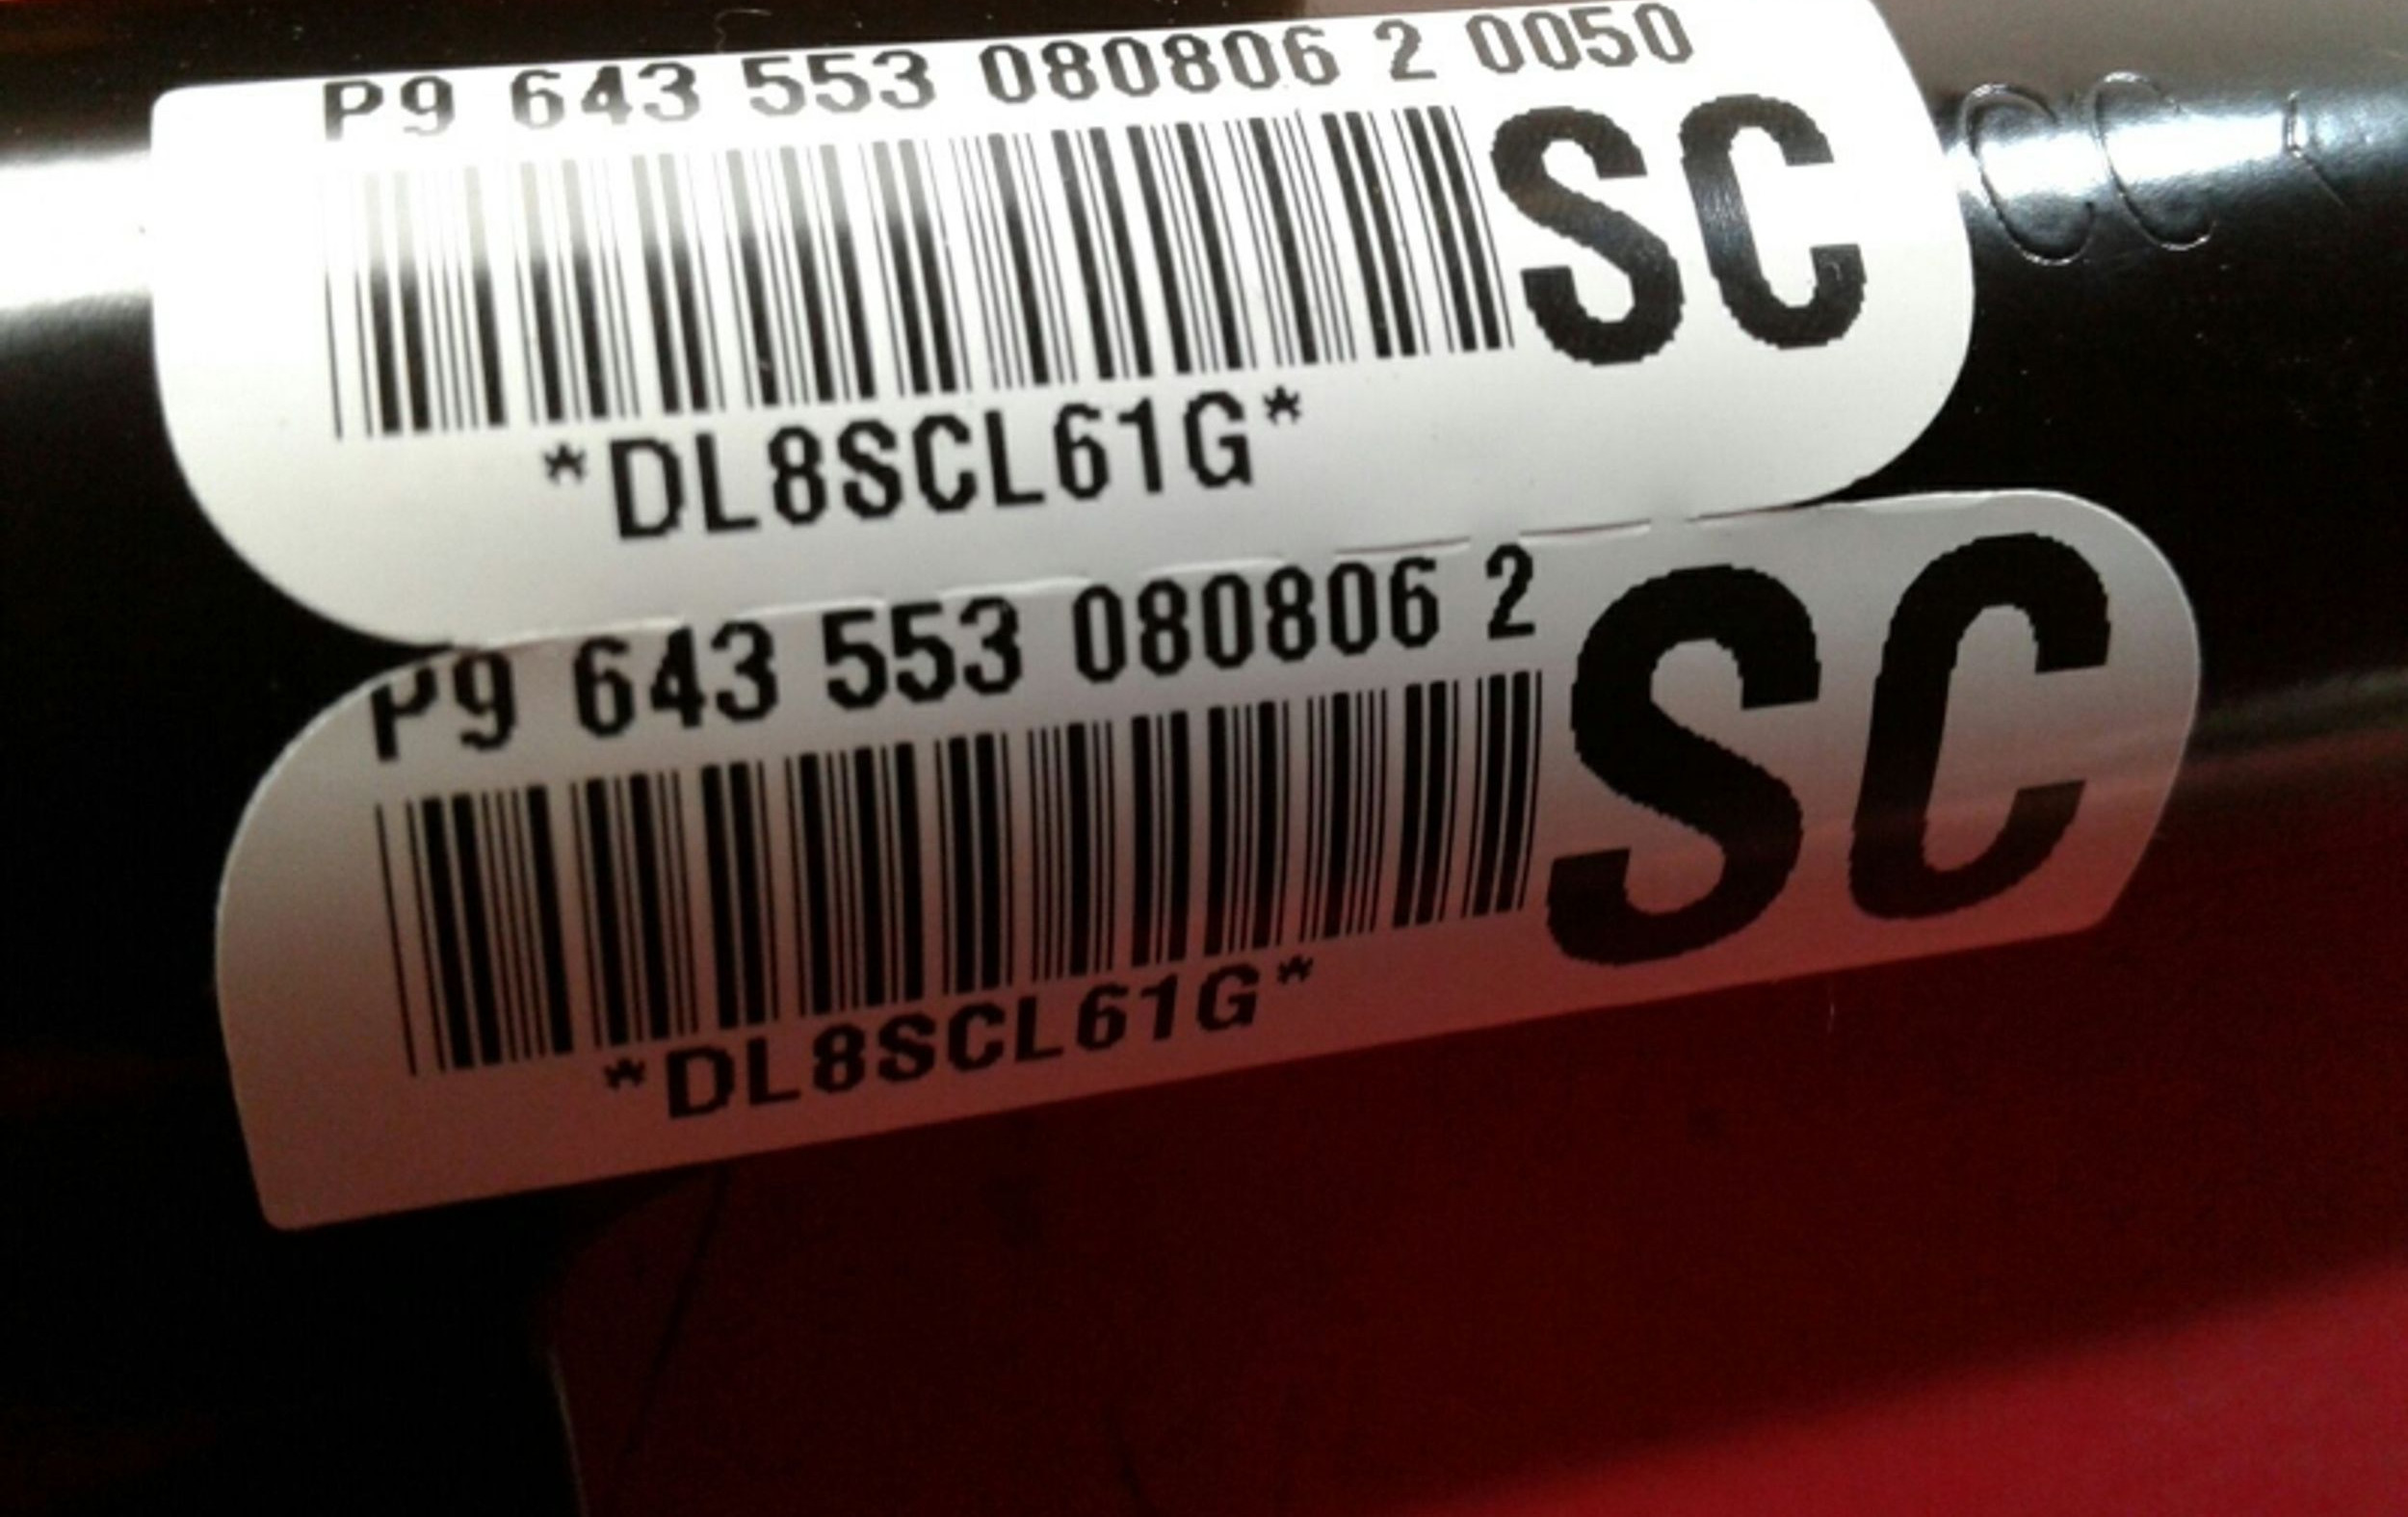 P9 643 553 080806 2 0050
SC
*DL8SCL61G*
P9 643 553 080806 2
SC
*DL8SCL61G*